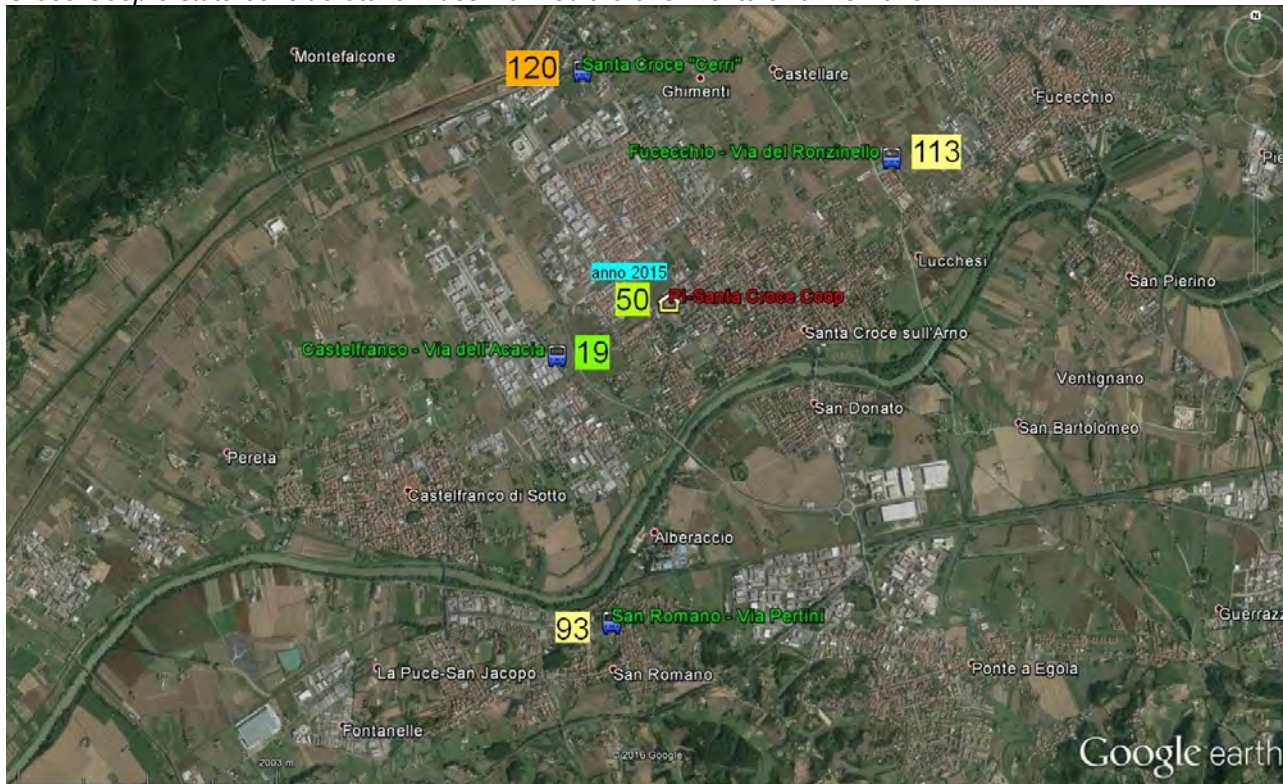 Montefalcone
120
Santa Croce "Cerri"
Ghimenti
Castellare
Fucecchio
Fucecchio - Via del Ronzinello
113
Pie
Lucchesi
San Pierino
anno 2015
50
PI-Santa Croce Coop
Santa Croce sull'Arno
Castelfranco - Via dell'Acacia
19
Ventignano
San Donato
San Bartolomeo
Pereta
Castelfranco di Sotto
Alberaccio
93
San Romano - Via Pertini
Guerrazz
La Puce-San Jacopo
San Romano
Ponte a Egola
Fontanelle
2003 m
© 2016 Google
Google earth
N